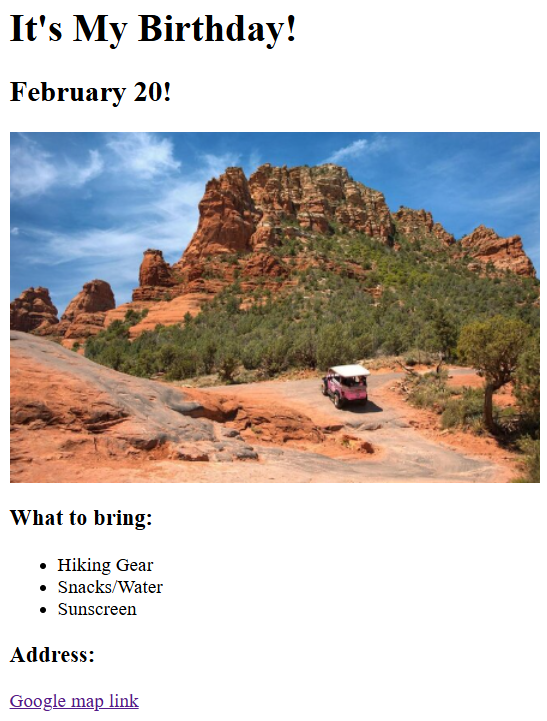 It's My Birthday!
February 20!
What to bring:
Hiking Gear
Snacks/Water
Sunscreen
Address:
Google map link